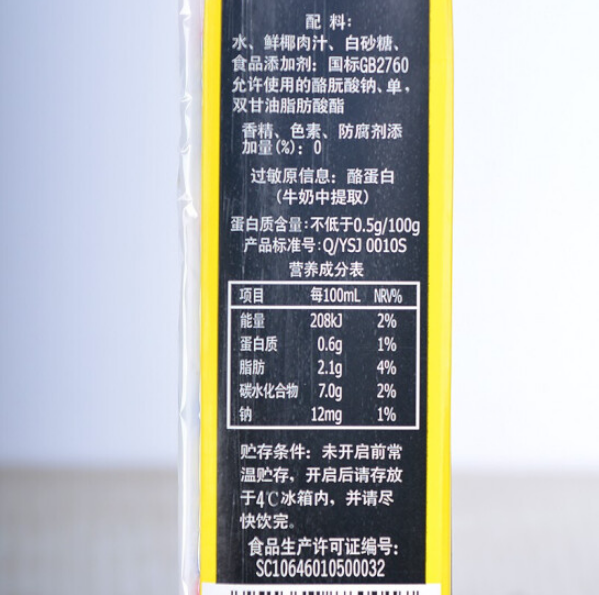 配 料:
水、鲜椰肉汁、白砂糖、
食品添加剂: 国标GB2760
允许使用的酪朊酸钠、单,
双甘油脂肪酸酯
香精、色素、防腐剂添
加量(%): 0
过敏原信息: 酪蛋白
(牛奶中提取)
蛋白质含量:不低于0.5g/100g
产品标准号:Q/YSJ 0010S
营养成分表
项目 每100mL NRV%
能量 208kJ 2%
蛋白质 0.6g 1%
脂肪 2.1g 4%
碳水化合物 7.0g 2%
钠 12mg 1%
贮存条件: 未开启前常
温贮存, 开启后请存放
于4℃冰箱内, 并请尽
快饮完。
食品生产许可证编号:
SC10646010500032